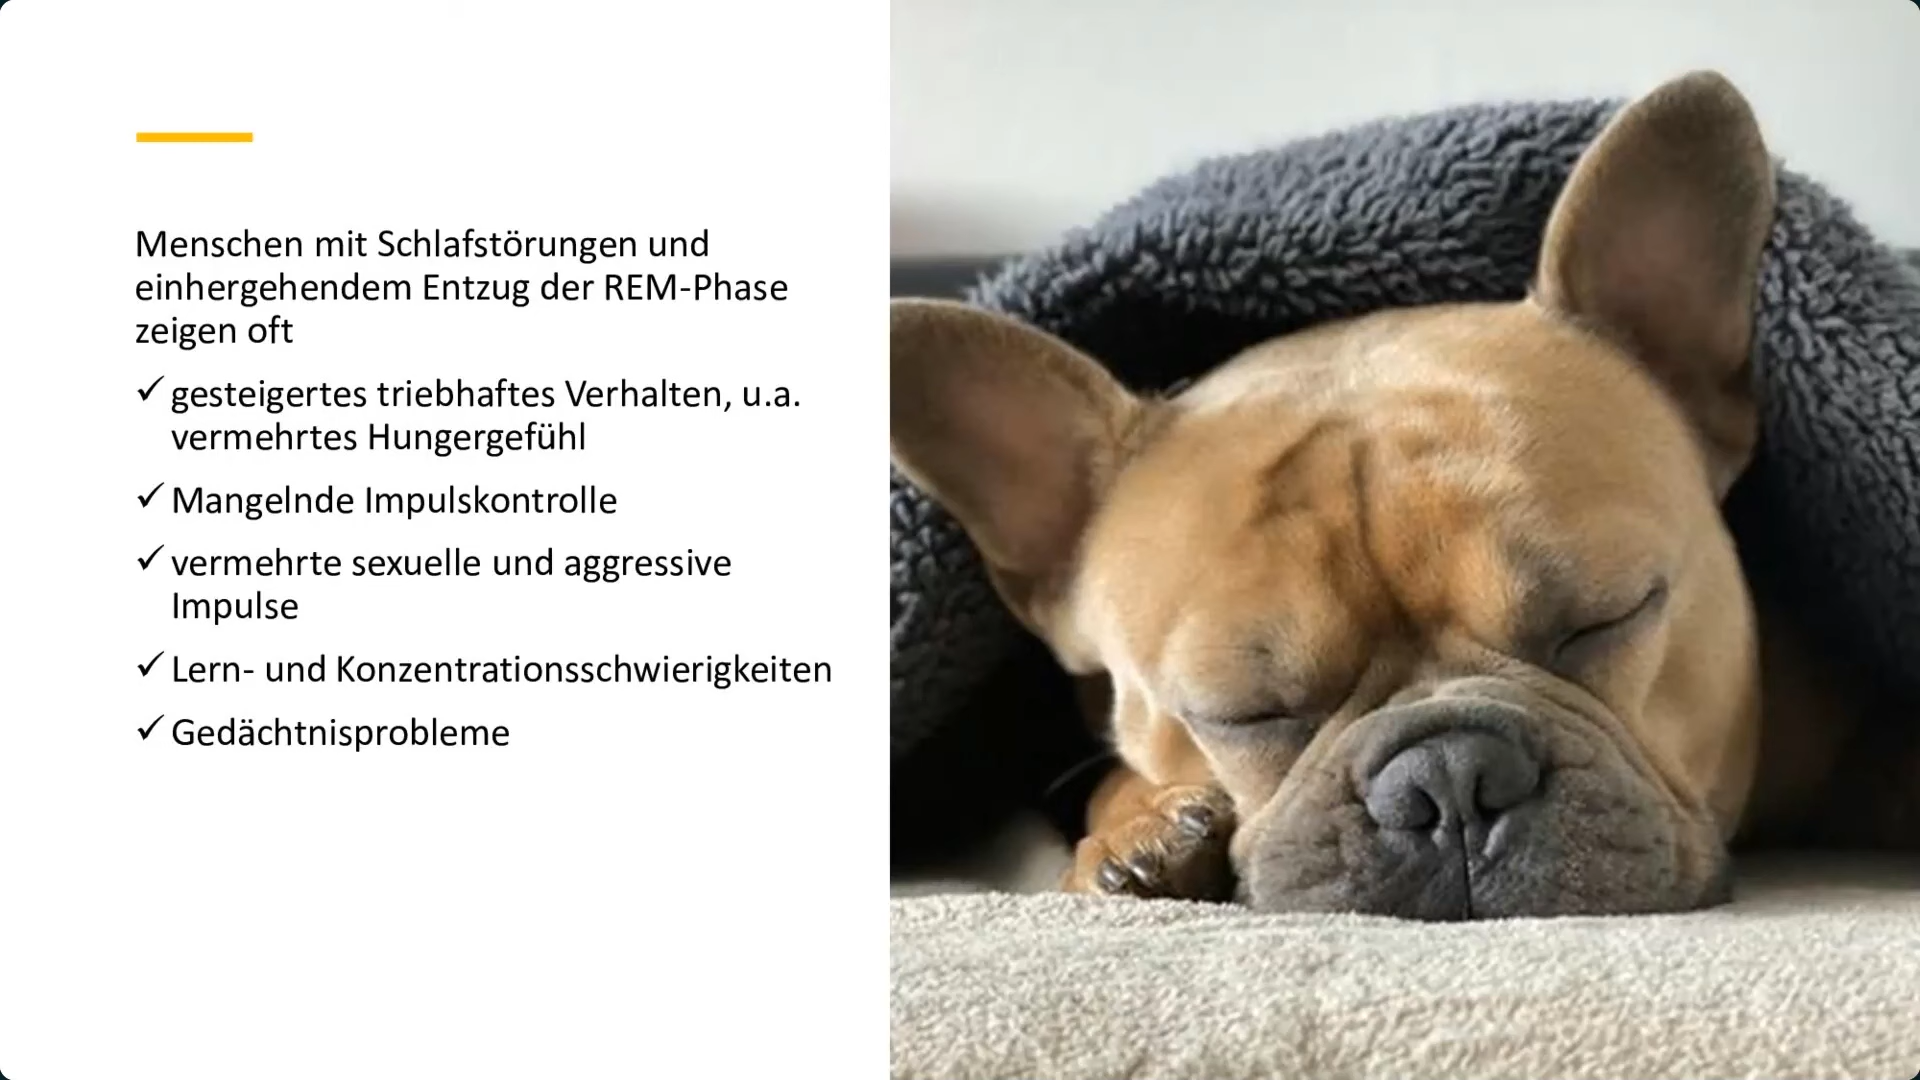 Menschen mit Schlafstörungen und
einhergehendem Entzug der REM-Phase
zeigen oft
✓ gesteigertes triebhaftes Verhalten, u.a.
vermehrtes Hungergefühl
✓ Mangelnde Impulskontrolle
✓ vermehrte sexuelle und aggressive
Impulse
✓ Lern- und Konzentrationsschwierigkeiten
✓ Gedächtnisprobleme